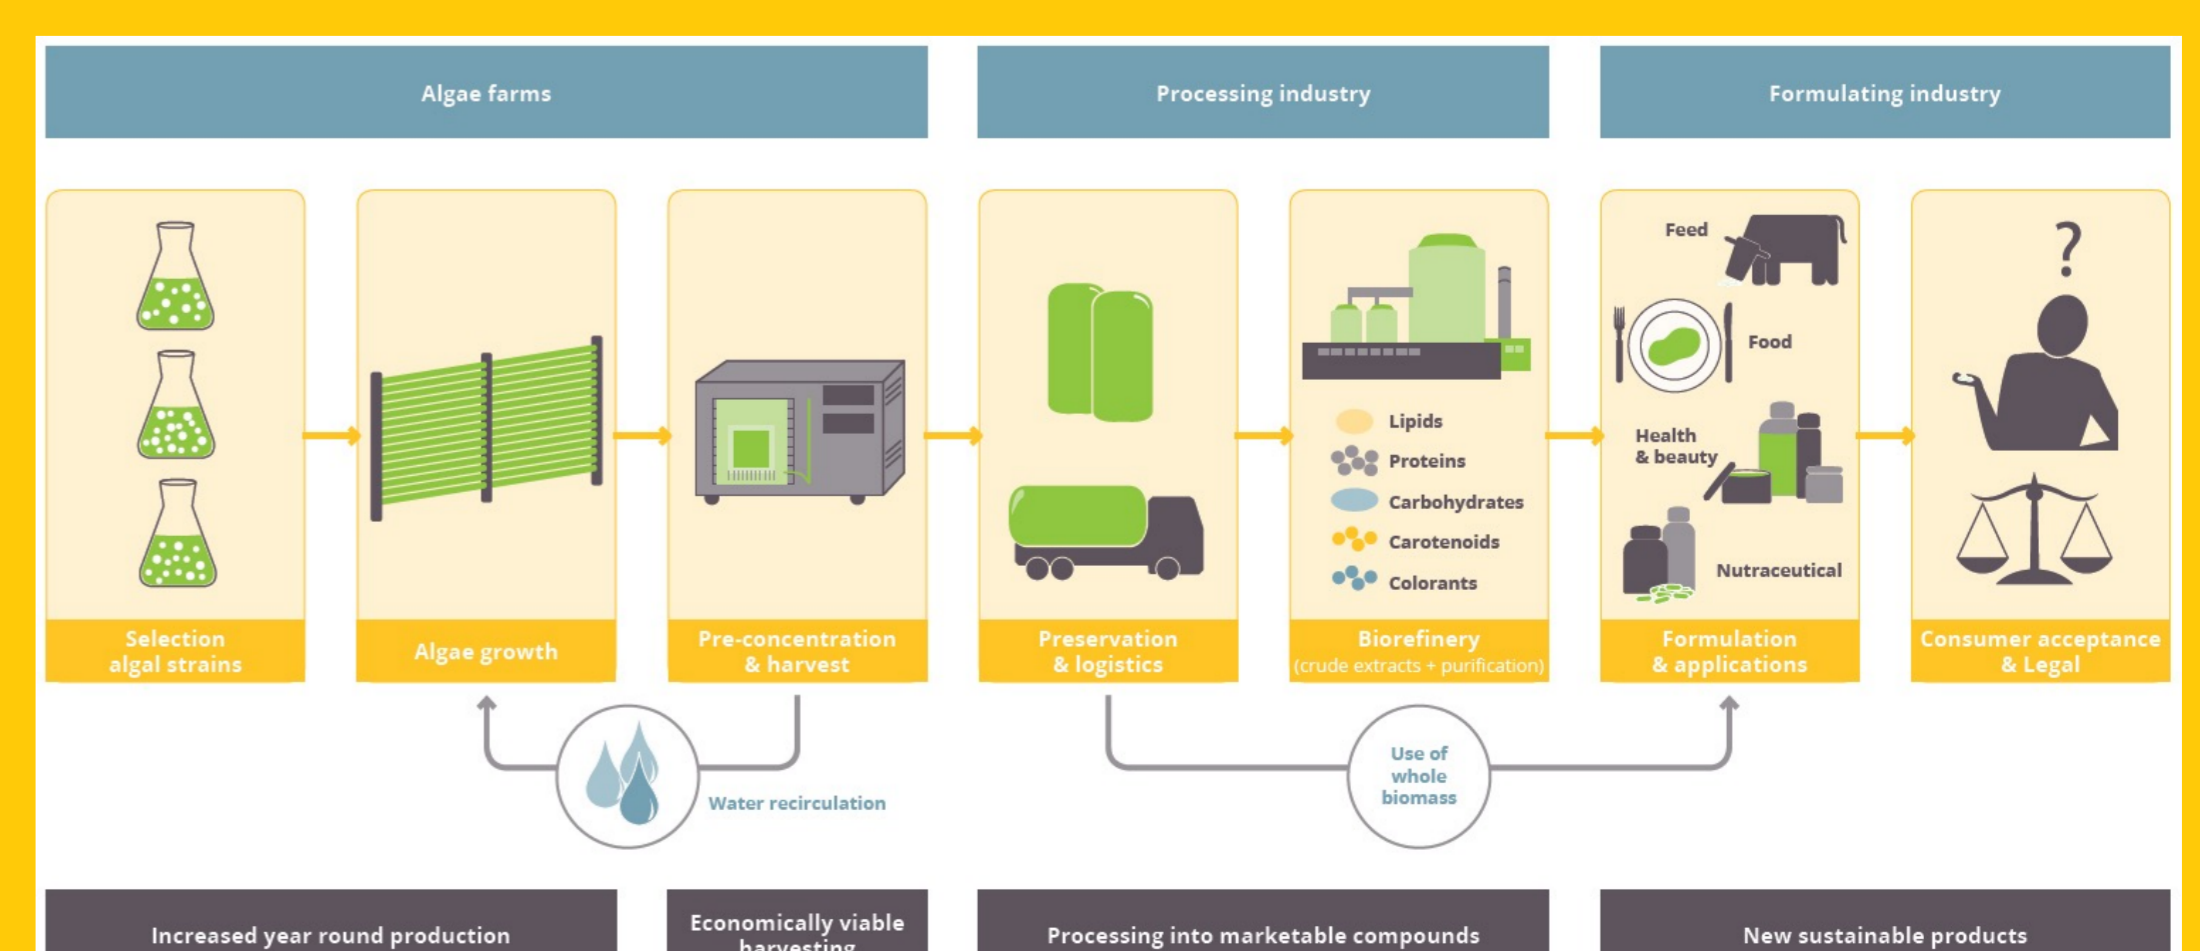 Algae farms
Processing industry
Formulating industry
Feed
Food
Health
& beauty
Nutraceutical
?
Lipids
Proteins
Carbohydrates
Carotenoids
Colorants
Selection
algal strains
Algae growth
Pre-concentration
& harvest
Preservation
& logistics
Biorefinery
(crude extracts + purification)
Formulation
& applications
Consumer acceptance
& Legal
Water recirculation
Use of
whole
biomass
Increased year round production
Economically viable
harvesting
Processing into marketable compounds
New sustainable products